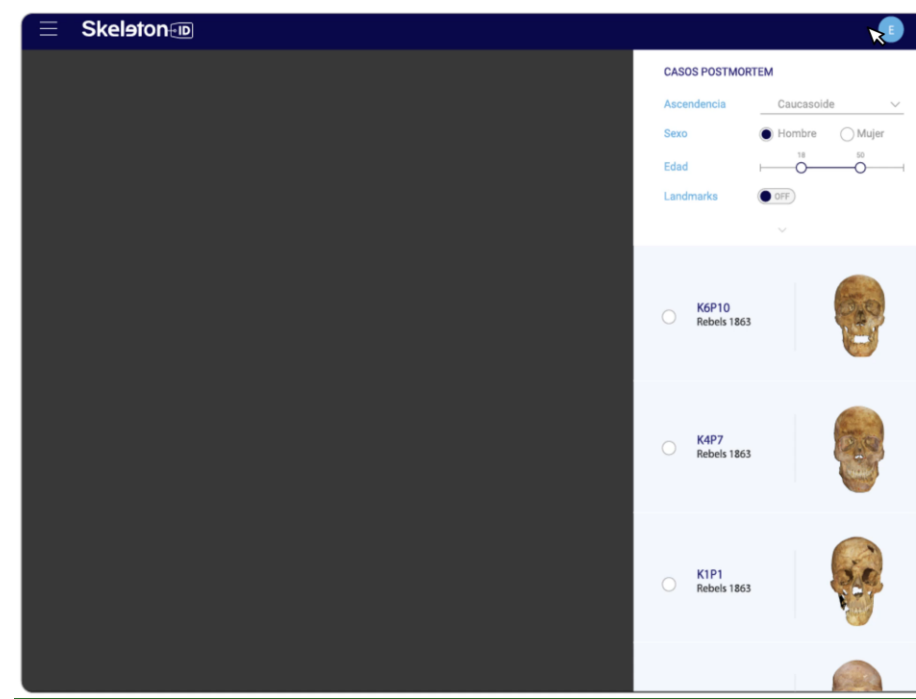 Skeleton-ID
E
CASOS POSTMORTEM
Ascendencia Caucasoide
Sexo Hombre Mujer
18 50
Edad
Landmarks OFF
K6P10
Rebels 1863
K4P7
Rebels 1863
K1P1
Rebels 1863